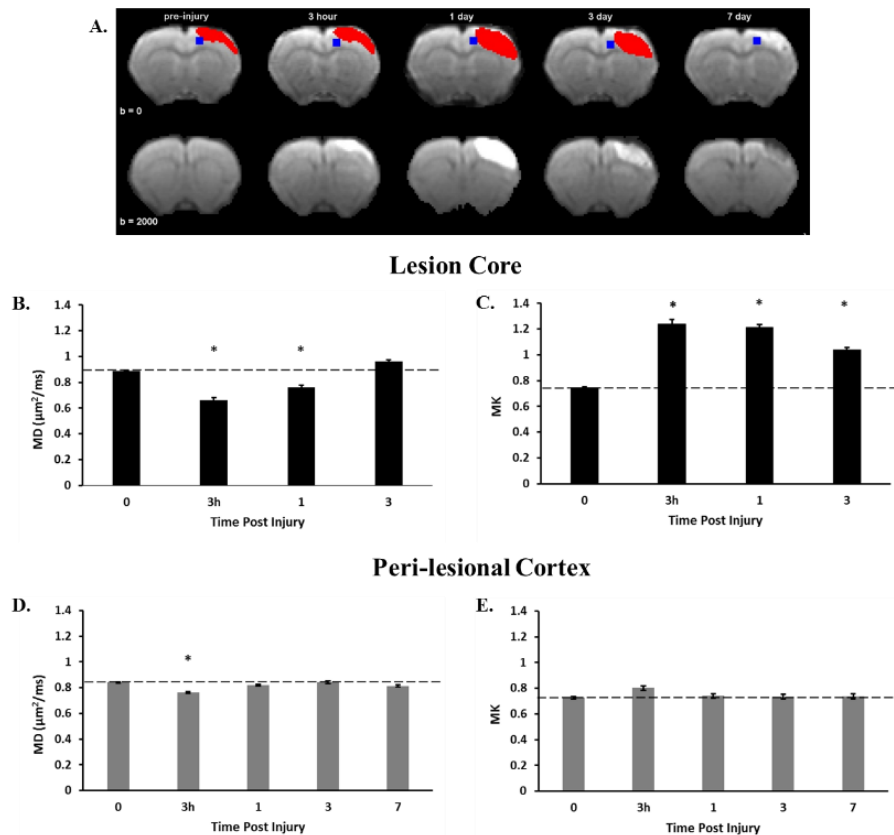 A.
pre-injury 3 hour 1 day 3 day 7 day
b = 0
b = 2000
Lesion Core
B.
1.4
1.2
1
0.8
0.6
0.4
0.2
0
MD (µm²/ms)
*
*
0 3h 1 3
Time Post Injury
C.
1.4
1.2
1
0.8
0.6
0.4
0.2
0
MK
*
*
*
0 3h 1 3
Time Post Injury
Peri-lesional Cortex
D.
1.4
1.2
1
0.8
0.6
0.4
0.2
0
MD (µm²/ms)
*
0 3h 1 3 7
Time Post Injury
E.
1.4
1.2
1
0.8
0.6
0.4
0.2
0
MK
0 3h 1 3 7
Time Post Injury